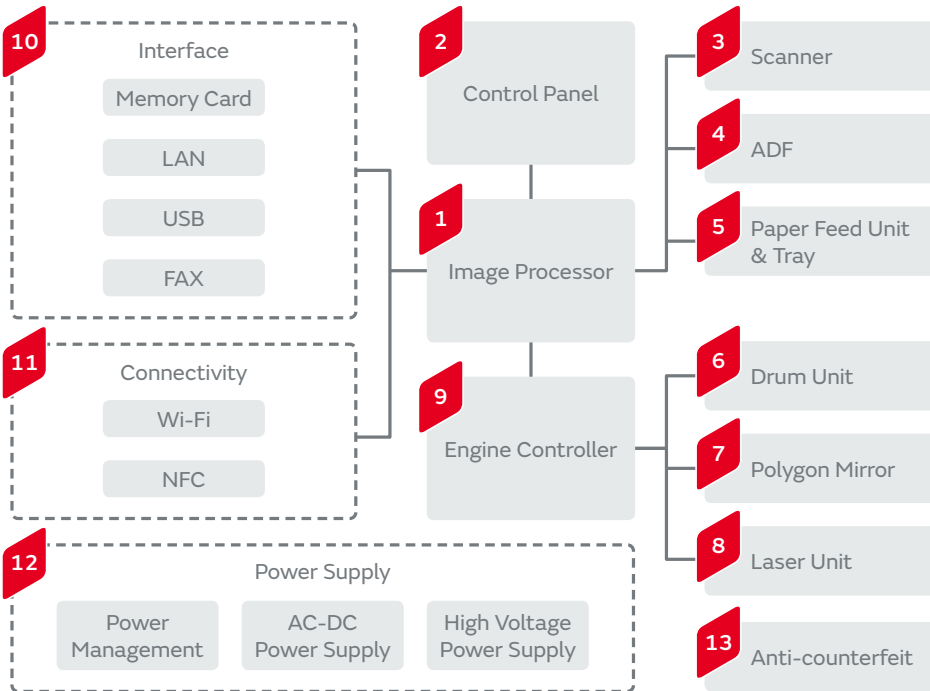 10
Interface
Memory Card
LAN
USB
FAX
11
Connectivity
Wi-Fi
NFC
2
Control Panel
1
Image Processor
9
Engine Controller
3
Scanner
4
ADF
5
Paper Feed Unit
& Tray
6
Drum Unit
7
Polygon Mirror
8
Laser Unit
12
Power Supply
Power
Management
AC-DC
Power Supply
High Voltage
Power Supply
13
Anti-counterfeit